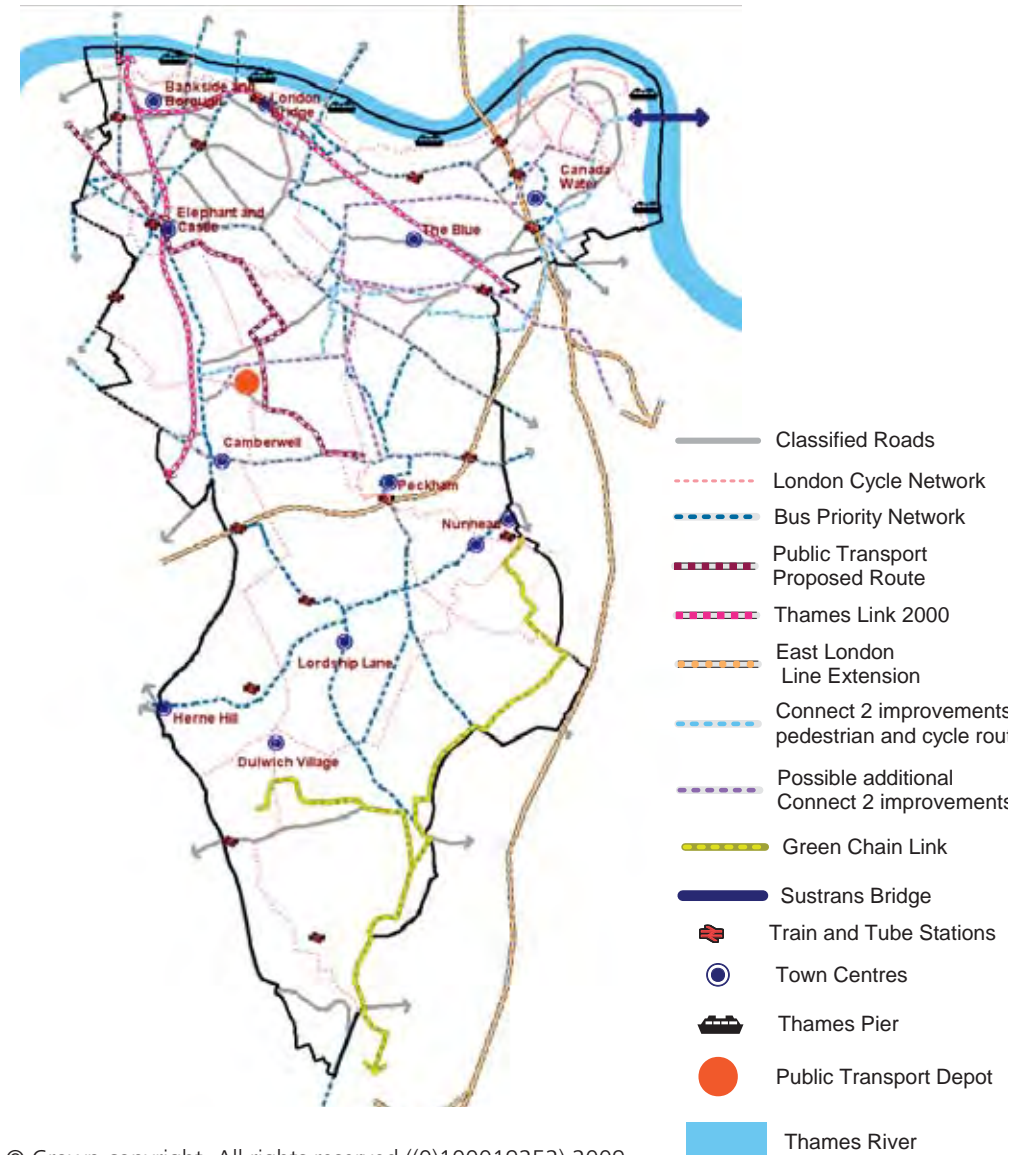 Bankside and
Borough
London
Bridge
Canada
Water
Elephant and
Castle
The Blue
Camberwell
Peckham
Nunhead
Lordship Lane
Herne Hill
Dulwich Village
Classified Roads
London Cycle Network
Bus Priority Network
Public Transport
Proposed Route
Thames Link 2000
East London
Line Extension
Connect 2 improvements
pedestrian and cycle rou
Possible additional
Connect 2 improvements
Green Chain Link
Sustrans Bridge
Train and Tube Stations
Town Centres
Thames Pier
Public Transport Depot
Thames River